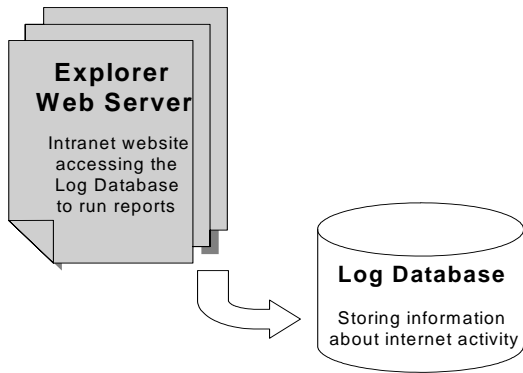 Explorer
Web Server
Intranet website
accessing the
Log Database
to run reports
Log Database
Storing information
about internet activity